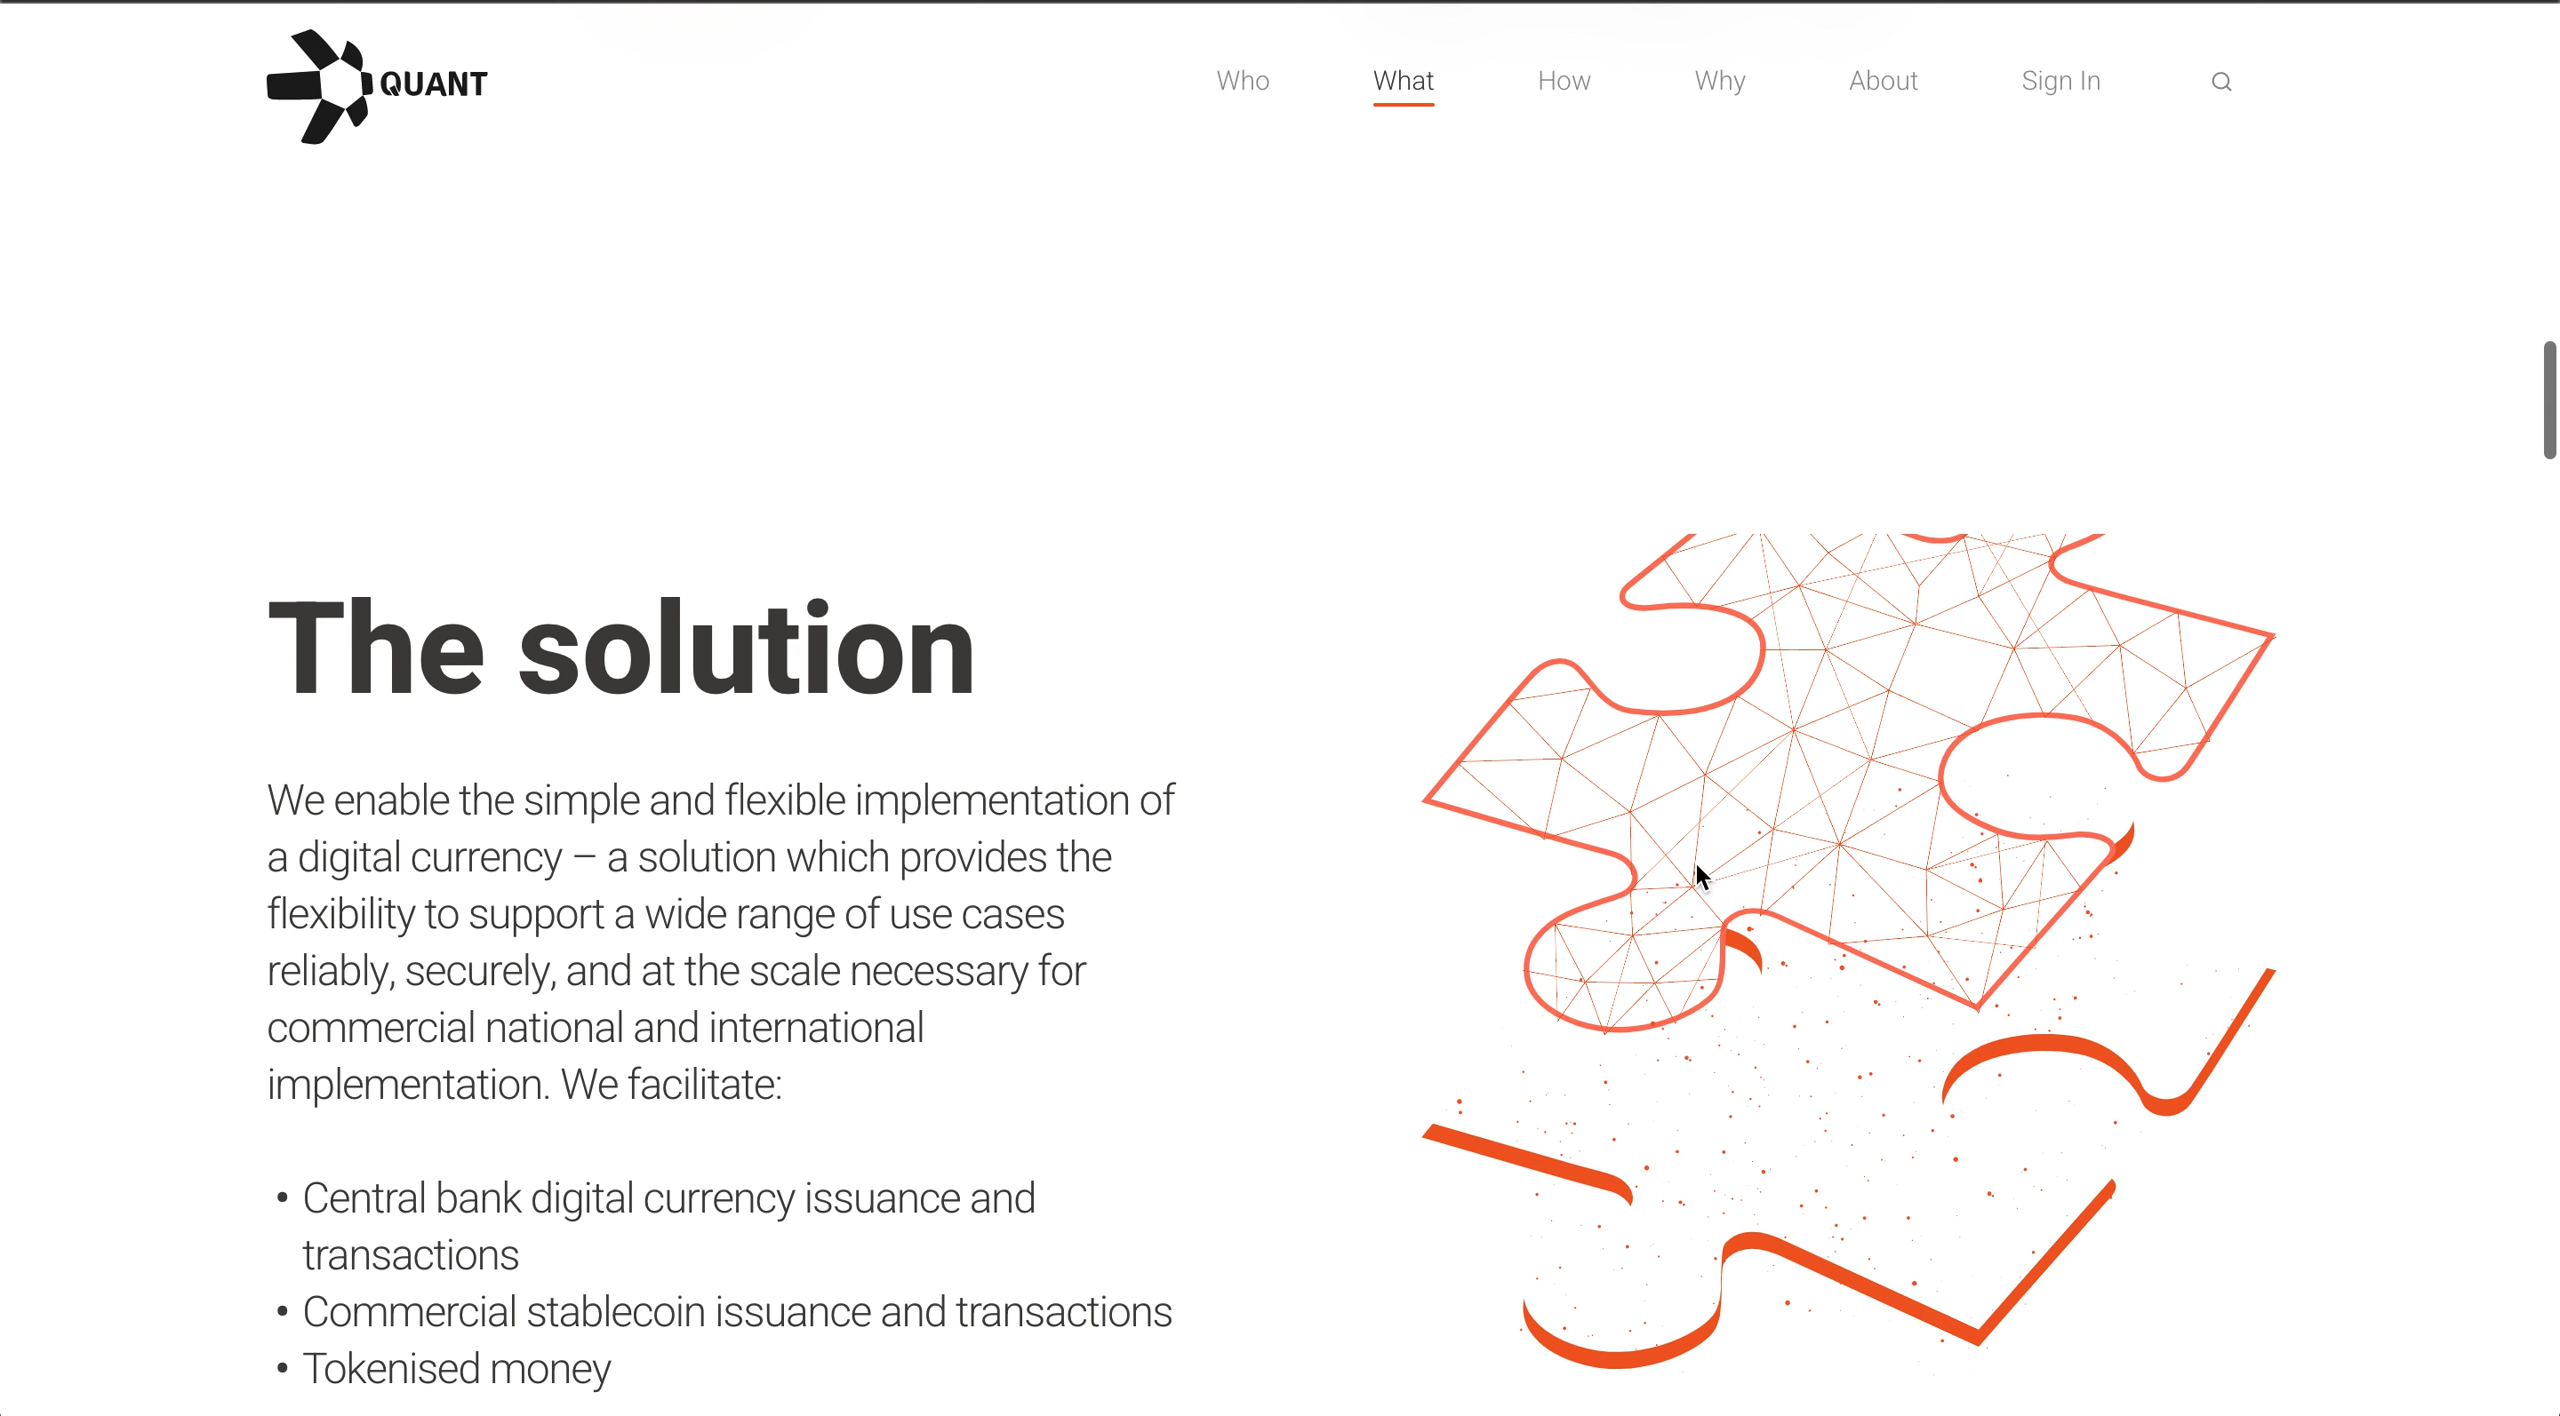 QUANT
Who What How Why About Sign In
The solution
We enable the simple and flexible implementation of
a digital currency – a solution which provides the
flexibility to support a wide range of use cases
reliably, securely, and at the scale necessary for
commercial national and international
implementation. We facilitate:
• Central bank digital currency issuance and
transactions
• Commercial stablecoin issuance and transactions
• Tokenised money